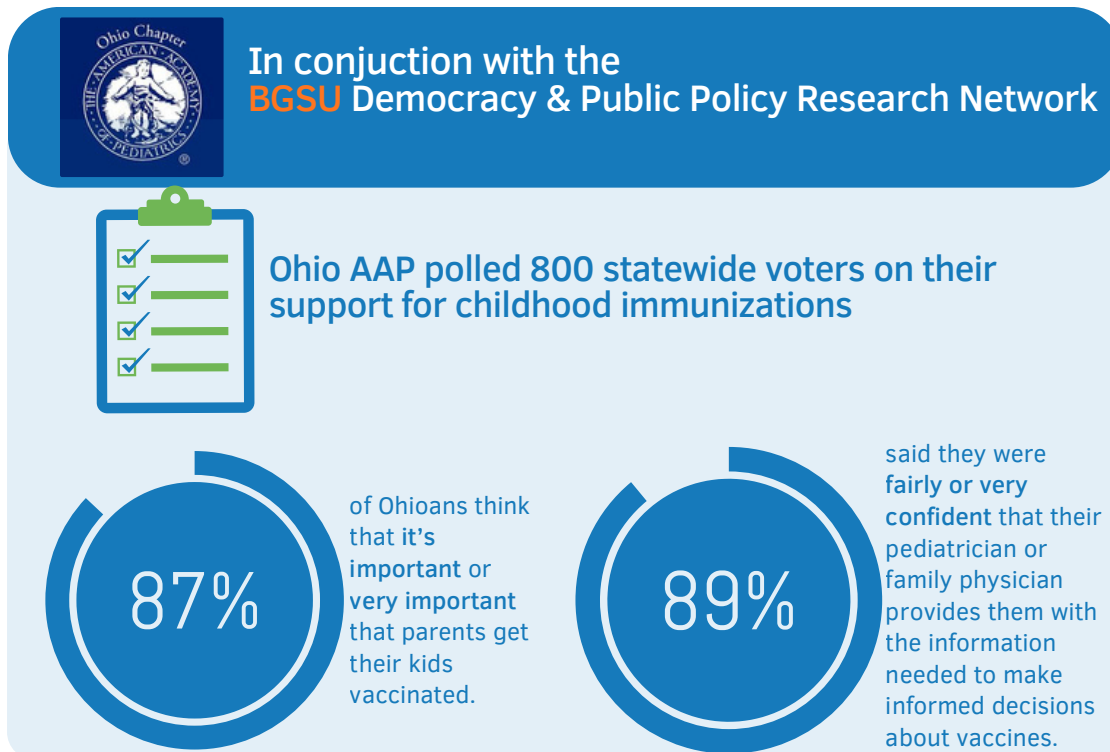 Ohio Chapter
THE · AMERICAN · ACADEMY · OF · PEDIATRICS ·
®
In conjuction with the
BGSU Democracy & Public Policy Research Network
Ohio AAP polled 800 statewide voters on their
support for childhood immunizations
87%
of Ohioans think
that it's
important or
very important
that parents get
their kids
vaccinated.
89%
said they were
fairly or very
confident that their
pediatrician or
family physician
provides them with
the information
needed to make
informed decisions
about vaccines.